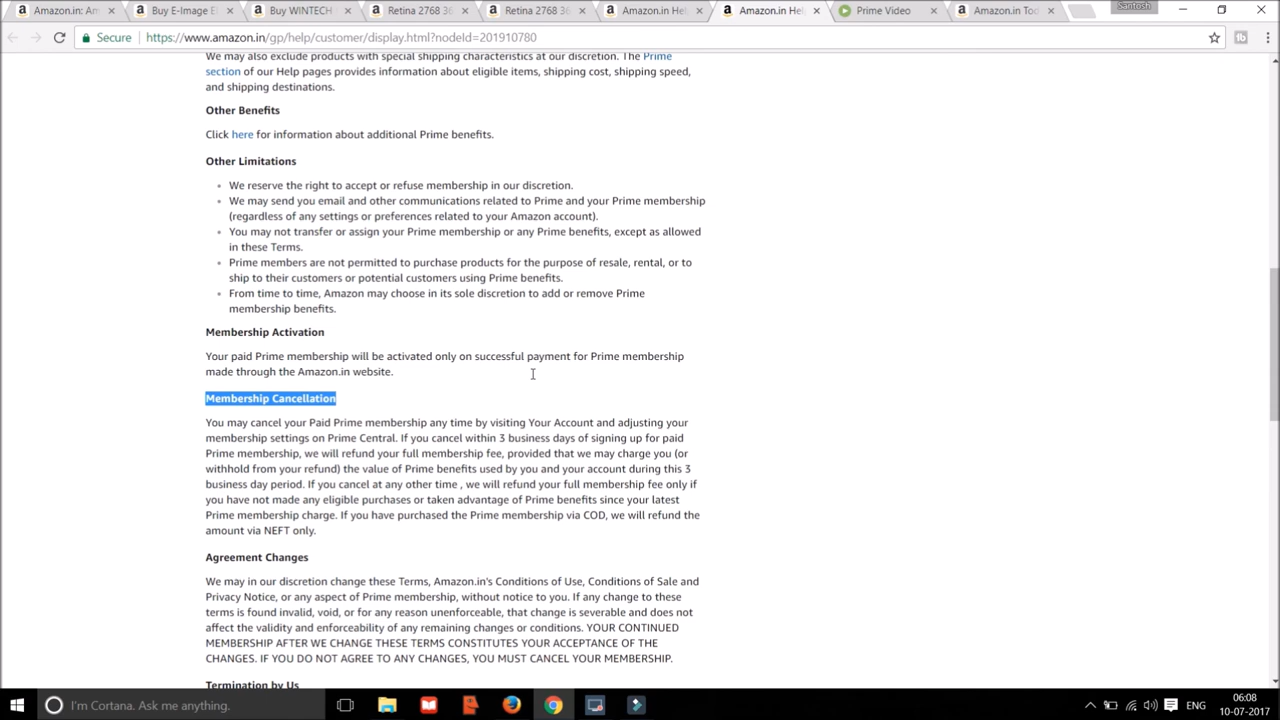 Amazon.in: Am
Buy E-Image E
Buy WINTECH
Retina 2768 36
Retina 2768 36
Amazon.in Hel
Amazon.in Help
Prime Video
Amazon.in Tod
Santosh
Secure
https://www.amazon.in/gp/help/customer/display.html?nodeId=201910780
We may also exclude products with special shipping characteristics at our discretion. The Prime
section of our Help pages provides information about eligible items, shipping cost, shipping speed,
and shipping destinations.
Other Benefits
Click here for information about additional Prime benefits.
Other Limitations
We reserve the right to accept or refuse membership in our discretion.
We may send you email and other communications related to Prime and your Prime membership
(regardless of any settings or preferences related to your Amazon account).
You may not transfer or assign your Prime membership or any Prime benefits, except as allowed
in these Terms.
Prime members are not permitted to purchase products for the purpose of resale, rental, or to
ship to their customers or potential customers using Prime benefits.
From time to time, Amazon may choose in its sole discretion to add or remove Prime
membership benefits.
Membership Activation
Your paid Prime membership will be activated only on successful payment for Prime membership
made through the Amazon.in website.
Membership Cancellation
You may cancel your Paid Prime membership any time by visiting Your Account and adjusting your
membership settings on Prime Central. If you cancel within 3 business days of signing up for paid
Prime membership, we will refund your full membership fee, provided that we may charge you (or
withhold from your refund) the value of Prime benefits used by you and your account during this 3
business day period. If you cancel at any other time , we will refund your full membership fee only if
you have not made any eligible purchases or taken advantage of Prime benefits since your latest
Prime membership charge. If you have purchased the Prime membership via COD, we will refund the
amount via NEFT only.
Agreement Changes
We may in our discretion change these Terms, Amazon.in's Conditions of Use, Conditions of Sale and
Privacy Notice, or any aspect of Prime membership, without notice to you. If any change to these
terms is found invalid, void, or for any reason unenforceable, that change is severable and does not
affect the validity and enforceability of any remaining changes or conditions. YOUR CONTINUED
MEMBERSHIP AFTER WE CHANGE THESE TERMS CONSTITUTES YOUR ACCEPTANCE OF THE
CHANGES. IF YOU DO NOT AGREE TO ANY CHANGES, YOU MUST CANCEL YOUR MEMBERSHIP.
Termination by Us
I'm Cortana. Ask me anything.
ENG
06:08
10-07-2017